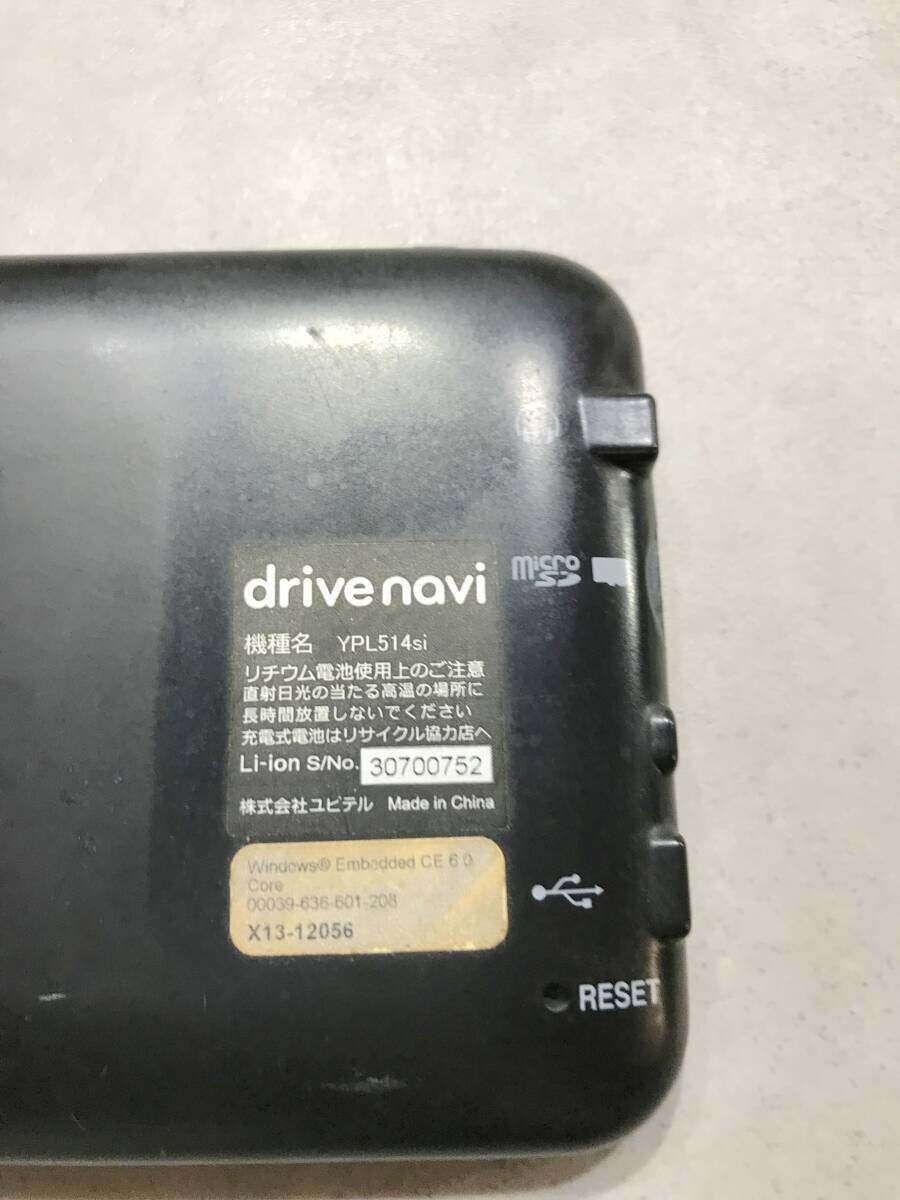 micro SD
drive navi
機種名 YPL514si
リチウム電池使用上のご注意
直射日光の当たる高温の場所に
長時間放置しないでください
充電式電池はリサイクル協力店へ
Li-ion S/No. 30700752
株式会社ユピテル Made in China
Windows® Embedded CE 6.0
Core
00039-636-601-208
X13-12056
RESET